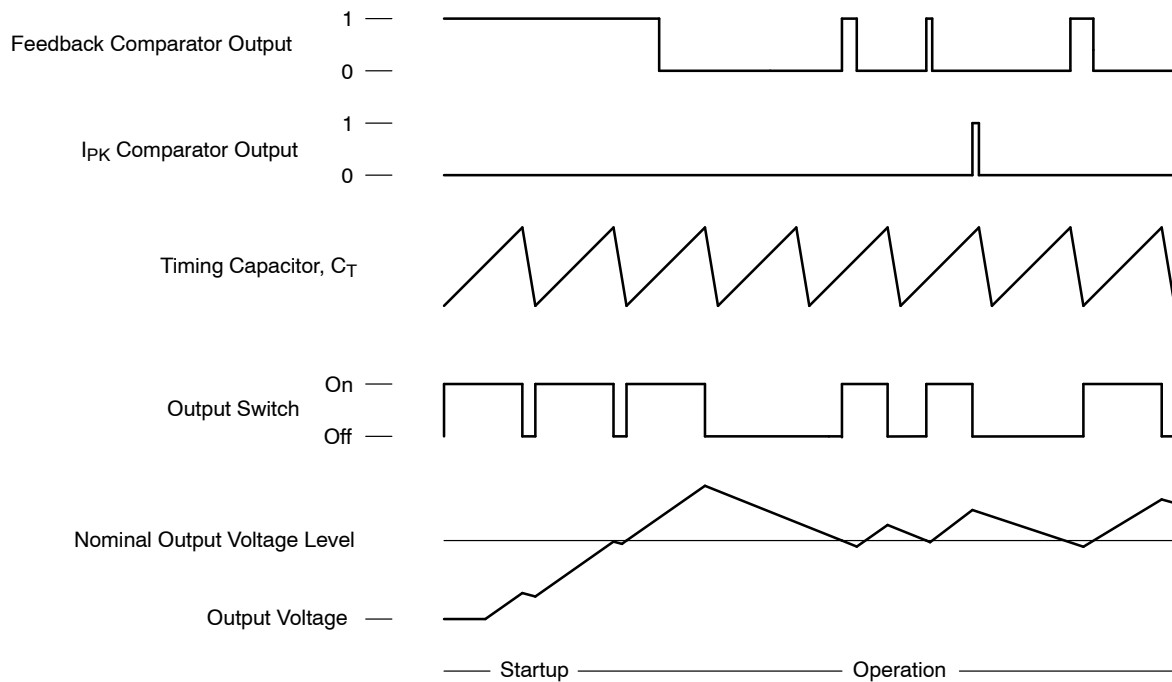 1
Feedback Comparator Output
0
1
IPK Comparator Output
0
Timing Capacitor, CT
On
Output Switch
Off
Nominal Output Voltage Level
Output Voltage
Startup
Operation